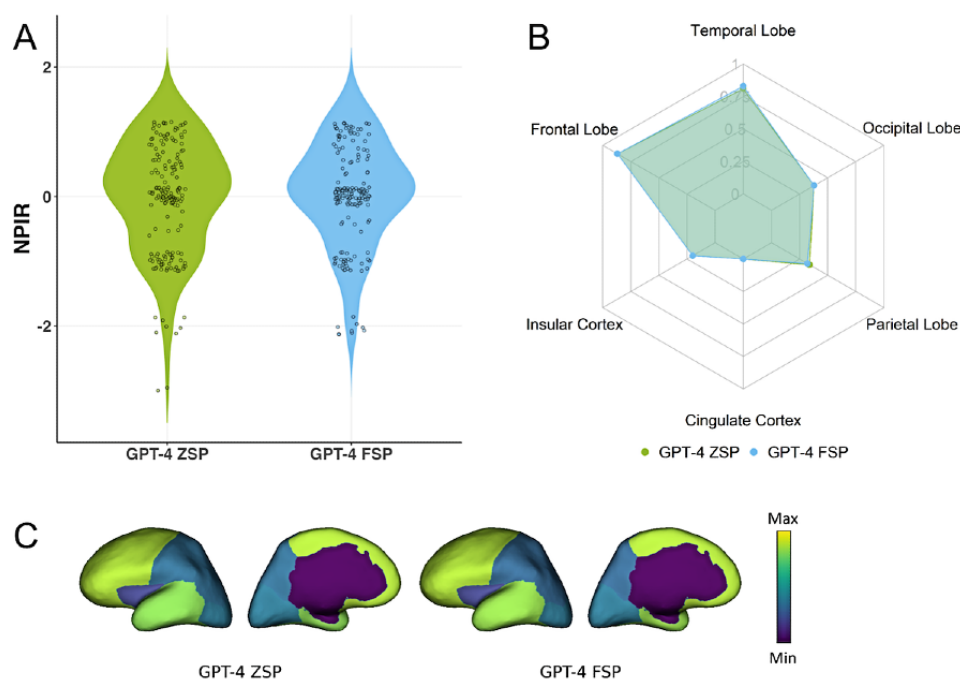 A
NPIR
2
0
-2
GPT-4 ZSP
GPT-4 FSP
B
Temporal Lobe
1
0.75
0.5
0.25
0
Frontal Lobe
Occipital Lobe
Insular Cortex
Parietal Lobe
Cingulate Cortex
GPT-4 ZSP GPT-4 FSP
C
Max
Min
GPT-4 ZSP
GPT-4 FSP